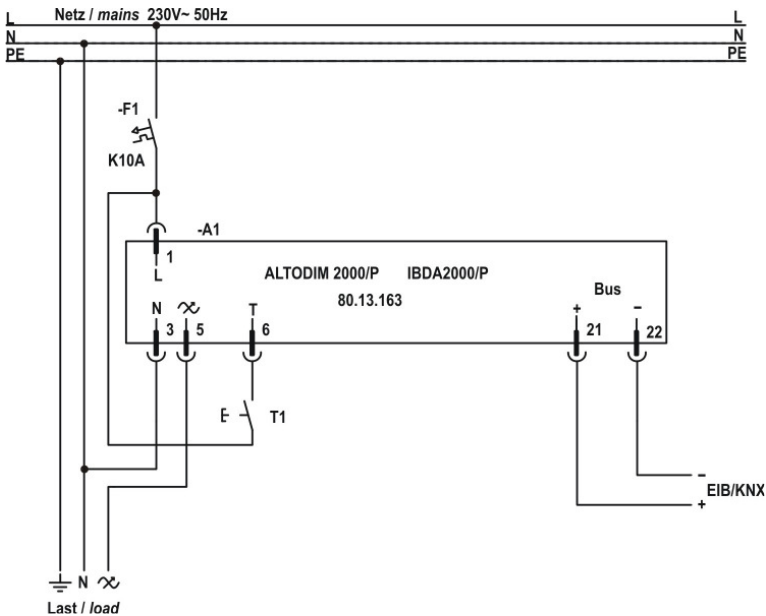 Netz / mains 230V~ 50Hz
L L
N N
PE PE
-F1
K10A
-A1
1
L
ALTODIM 2000/P IBDA2000/P
80.13.163
Bus
N T + -
3 5 6 21 22
T1
-
EIB/KNX
+
N
Last / load